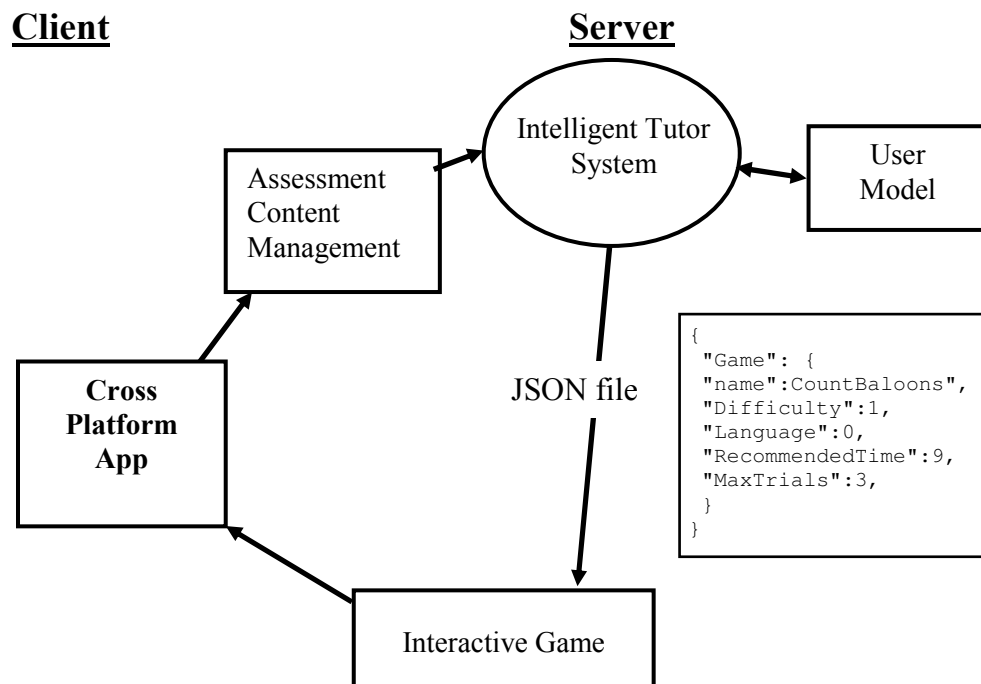 Client
Server
Intelligent Tutor
System
User
Model
Assessment
Content
Management
Cross
Platform
App
JSON file
{
"Game": {
"name":CountBaloons",
"Difficulty":1,
"Language":0,
"RecommendedTime":9,
"MaxTrials":3,
}
}
Interactive Game